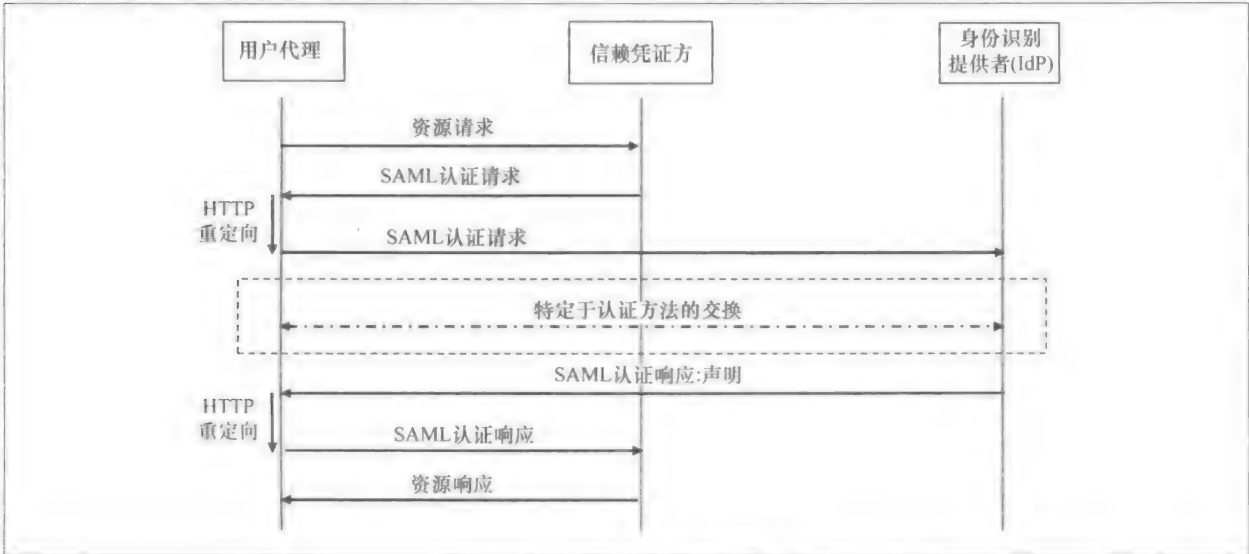 用户代理
信赖凭证方
身份识别
提供者(IdP)
资源请求
SAML认证请求
HTTP
重定向
SAML认证请求
特定于认证方法的交换
SAML认证响应:声明
HTTP
重定向
SAML认证响应
资源响应